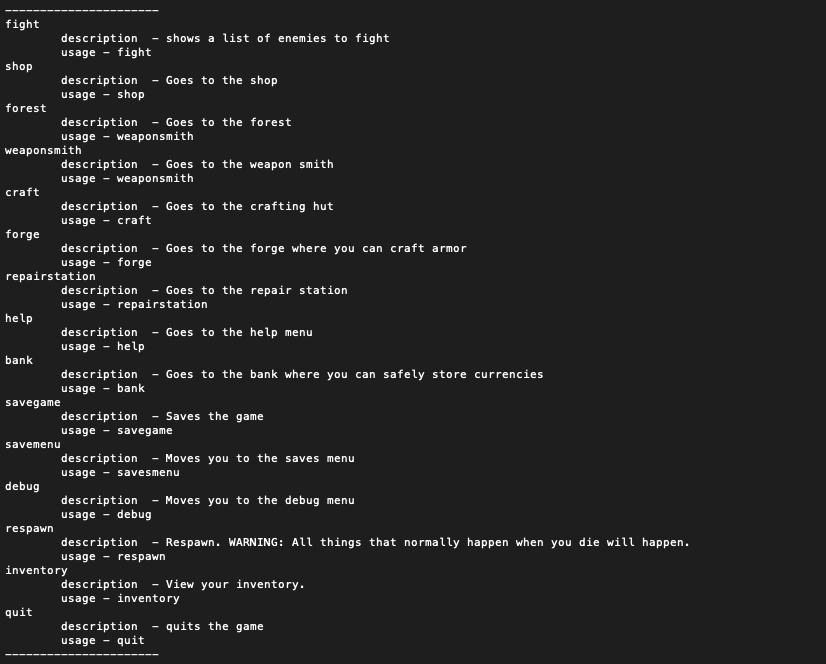 ----------------------
fight
        description  - shows a list of enemies to fight
        usage - fight
shop
        description  - Goes to the shop
        usage - shop
forest
        description  - Goes to the forest
        usage - weaponsmith
weaponsmith
        description  - Goes to the weapon smith
        usage - weaponsmith
craft
        description  - Goes to the crafting hut
        usage - craft
forge
        description  - Goes to the forge where you can craft armor
        usage - forge
repairstation
        description  - Goes to the repair station
        usage - repairstation
help
        description  - Goes to the help menu
        usage - help
bank
        description  - Goes to the bank where you can safely store currencies
        usage - bank
savegame
        description  - Saves the game
        usage - savegame
savemenu
        description  - Moves you to the saves menu
        usage - savesmenu
debug
        description  - Moves you to the debug menu
        usage - debug
respawn
        description  - Respawn. WARNING: All things that normally happen when you die will happen.
        usage - respawn
inventory
        description  - View your inventory.
        usage - inventory
quit
        description  - quits the game
        usage - quit
----------------------